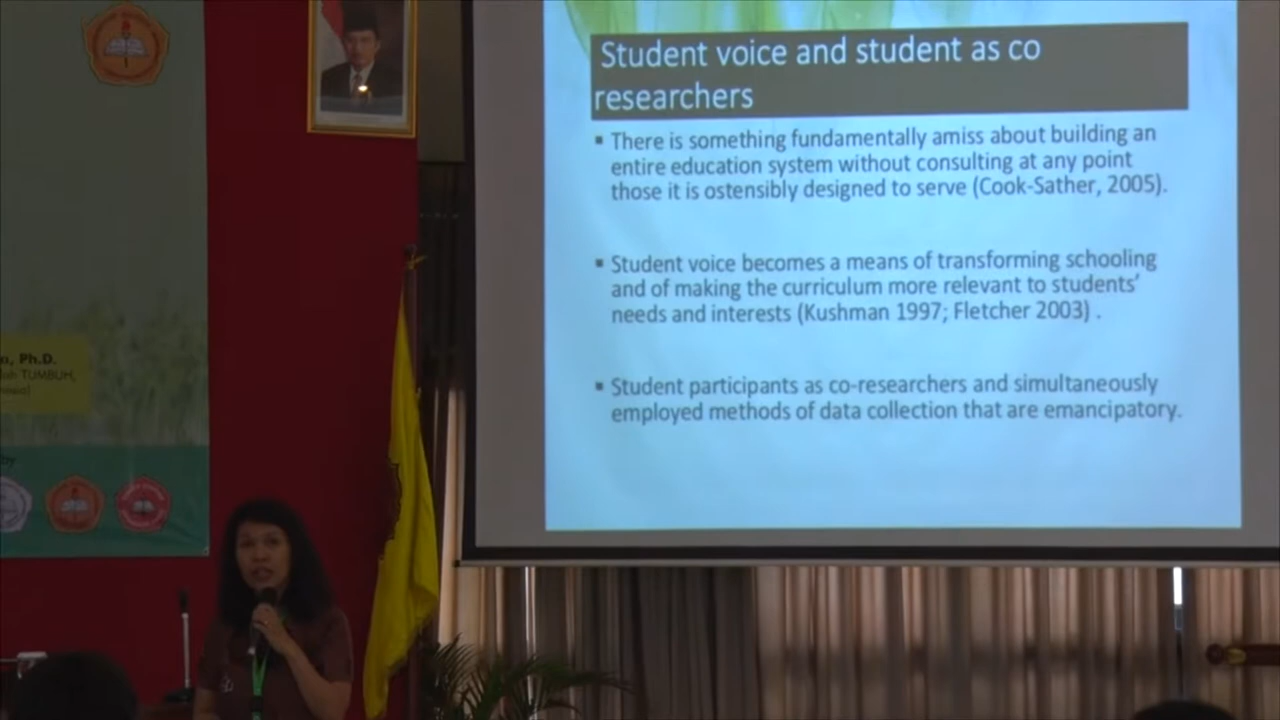 Student voice and student as co
researchers
▪ There is something fundamentally amiss about building an
entire education system without consulting at any point
those it is ostensibly designed to serve (Cook-Sather, 2005).
▪ Student voice becomes a means of transforming schooling
and of making the curriculum more relevant to students’
needs and interests (Kushman 1997; Fletcher 2003) .
▪ Student participants as co-researchers and simultaneously
employed methods of data collection that are emancipatory.
Ph.D.
TUMBUH,
by